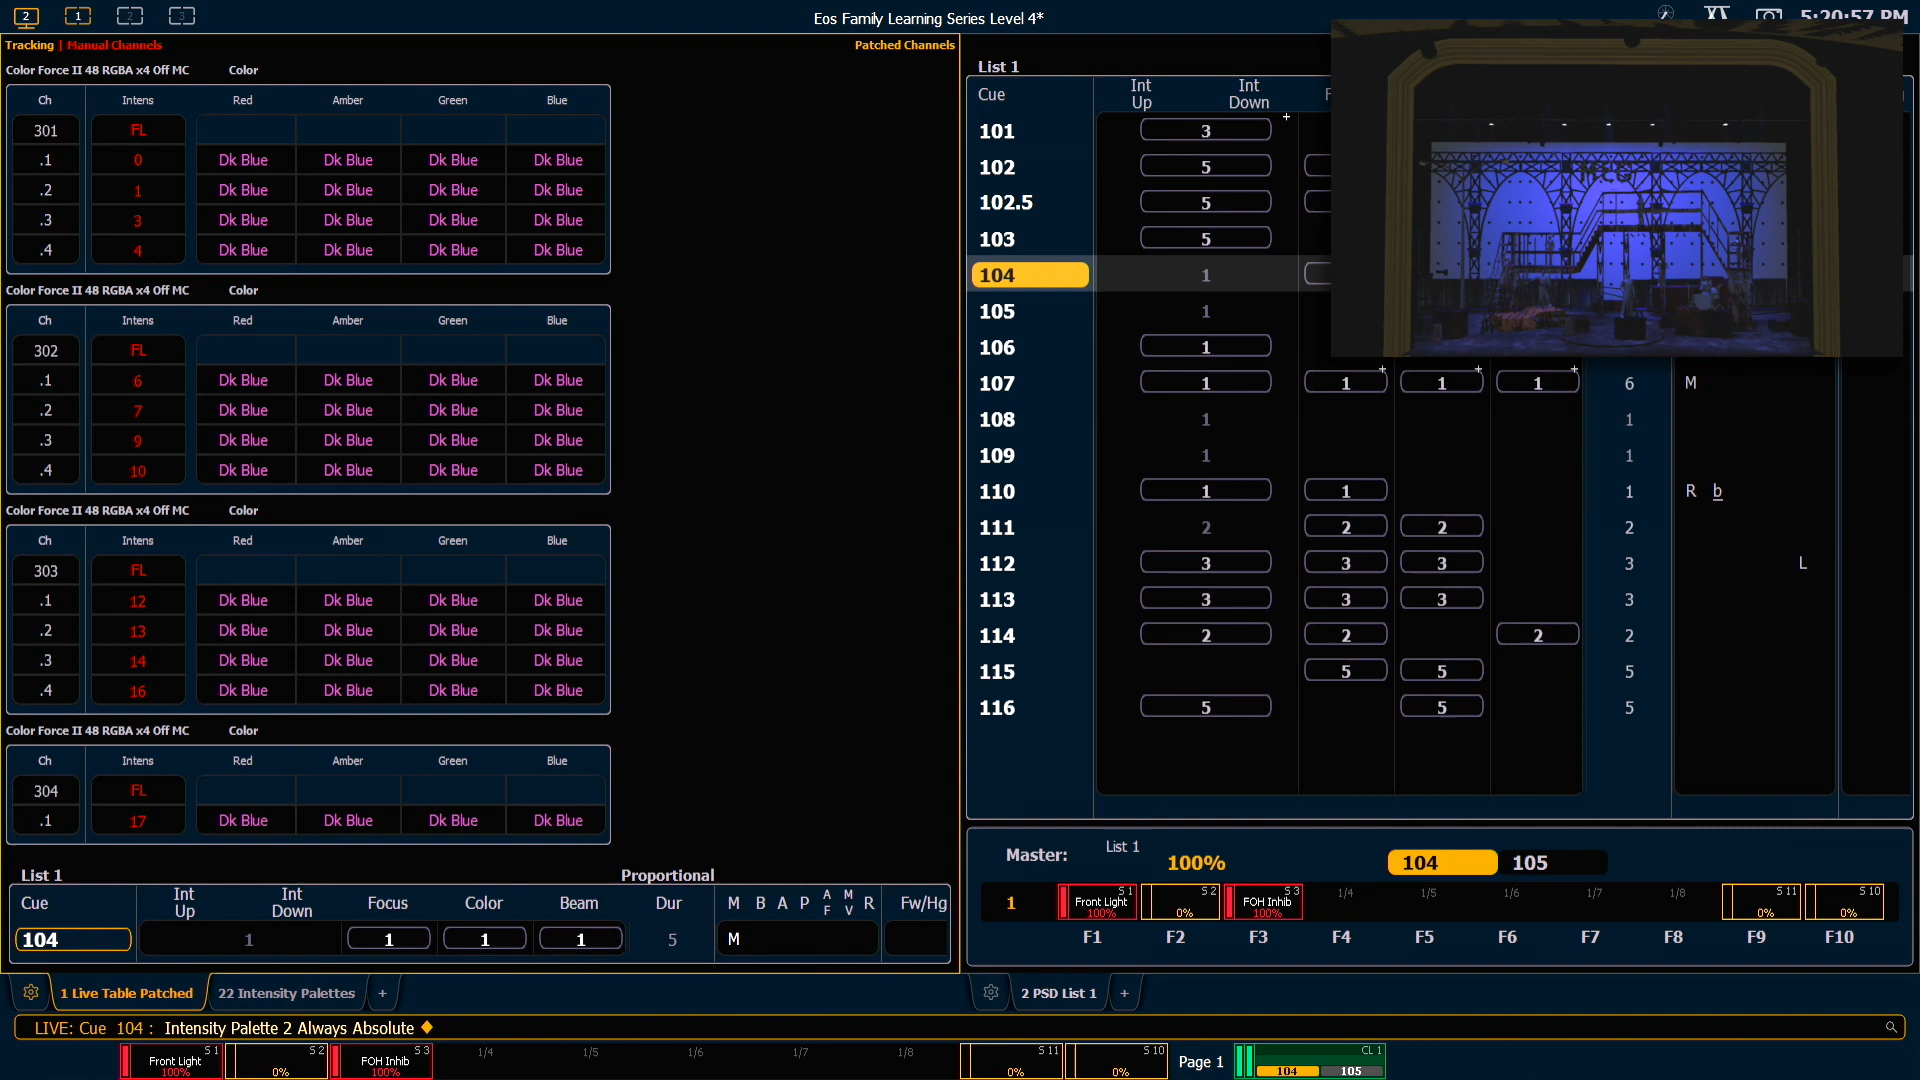 2 1 2 3 Eos Family Learning Series Level 4* 5:20:57 PM
Tracking | Manual Channels Patched Channels
Color Force II 48 RGBA x4 Off MC Color
Ch Intens Red Amber Green Blue
301 FL
.1 0 Dk Blue Dk Blue Dk Blue Dk Blue
.2 1 Dk Blue Dk Blue Dk Blue Dk Blue
.3 3 Dk Blue Dk Blue Dk Blue Dk Blue
.4 4 Dk Blue Dk Blue Dk Blue Dk Blue
Color Force II 48 RGBA x4 Off MC Color
Ch Intens Red Amber Green Blue
302 FL
.1 6 Dk Blue Dk Blue Dk Blue Dk Blue
.2 7 Dk Blue Dk Blue Dk Blue Dk Blue
.3 9 Dk Blue Dk Blue Dk Blue Dk Blue
.4 10 Dk Blue Dk Blue Dk Blue Dk Blue
Color Force II 48 RGBA x4 Off MC Color
Ch Intens Red Amber Green Blue
303 FL
.1 12 Dk Blue Dk Blue Dk Blue Dk Blue
.2 13 Dk Blue Dk Blue Dk Blue Dk Blue
.3 14 Dk Blue Dk Blue Dk Blue Dk Blue
.4 16 Dk Blue Dk Blue Dk Blue Dk Blue
Color Force II 48 RGBA x4 Off MC Color
Ch Intens Red Amber Green Blue
304 FL
.1 17 Dk Blue Dk Blue Dk Blue Dk Blue
List 1 Proportional
Cue Int Up Int Down Focus Color Beam Dur M B A P AF MV R Fw/Hg
104 1 1 1 1 5 M
1 Live Table Patched 22 Intensity Palettes +
List 1
Cue Int Up Int Down F
101 3 +
102 5
102.5 5
103 5
104 1
105 1
106 1
107 1 1 + 1 + 1 + 6 M
108 1 1
109 1 1
110 1 1 1 R b
111 2 2 2 2
112 3 3 3 3 L
113 3 3 3 3
114 2 2 2 2
115 5 5 5
116 5 5 5
Master: List 1 100% 104 105
1 S 1 Front Light 100% S 2 0% S 3 FOH Inhib 100% 1/4 1/5 1/6 1/7 1/8 S 11 0% S 10 0%
F1 F2 F3 F4 F5 F6 F7 F8 F9 F10
2 PSD List 1 +
LIVE: Cue 104 : Intensity Palette 2 Always Absolute
S 1 Front Light 100% S 2 0% S 3 FOH Inhib 100% 1/4 1/5 1/6 1/7 1/8 S 11 0% S 10 0% Page 1 CL 1 104 105